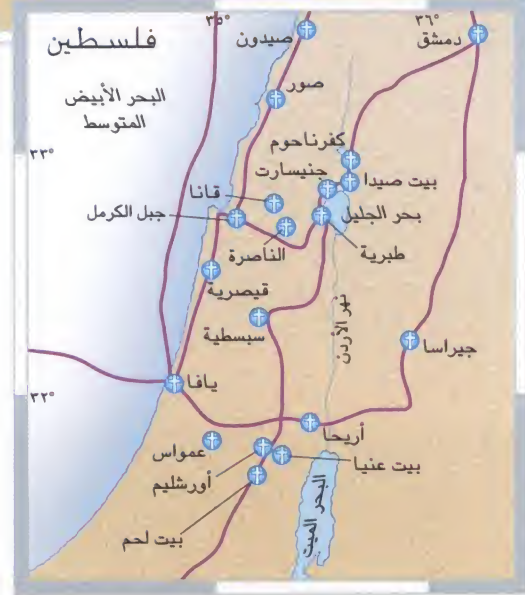 ٣٥°
٣٦°
فلسطين
صيدون
دمشق
البحر الأبيض
المتوسط
صور
٣٣°
كفرناحوم
جنيسارت
بيت صيدا
قانا
بحر الجليل
جبل الكرمل
الناصرة
طبرية
قيصرية
نهر الأردن
سبسطية
جيراسا
يافا
٣٢°
أريحا
عمواس
بيت عنيا
أورشليم
البحر الميت
بيت لحم